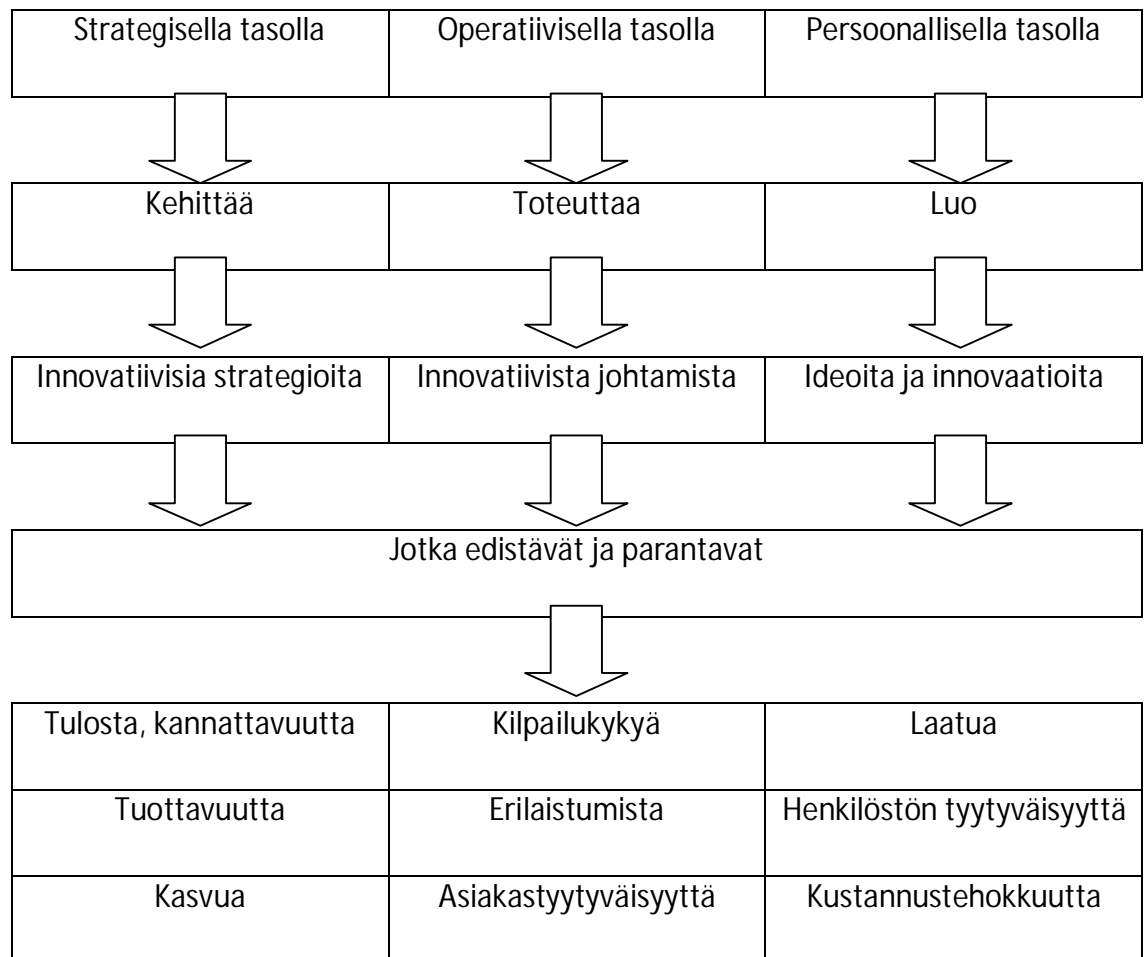 Strategisella tasolla
Operatiivisella tasolla
Persoonallisella tasolla
Kehittää
Toteuttaa
Luo
Innovatiivisia strategioita
Innovatiivista johtamista
Ideoita ja innovaatioita
Jotka edistävät ja parantavat
Tulosta, kannattavuutta
Kilpailukykyä
Laatua
Tuottavuutta
Erilaistumista
Henkilöstön tyytyväisyyttä
Kasvua
Asiakastyytyväisyyttä
Kustannustehokkuutta